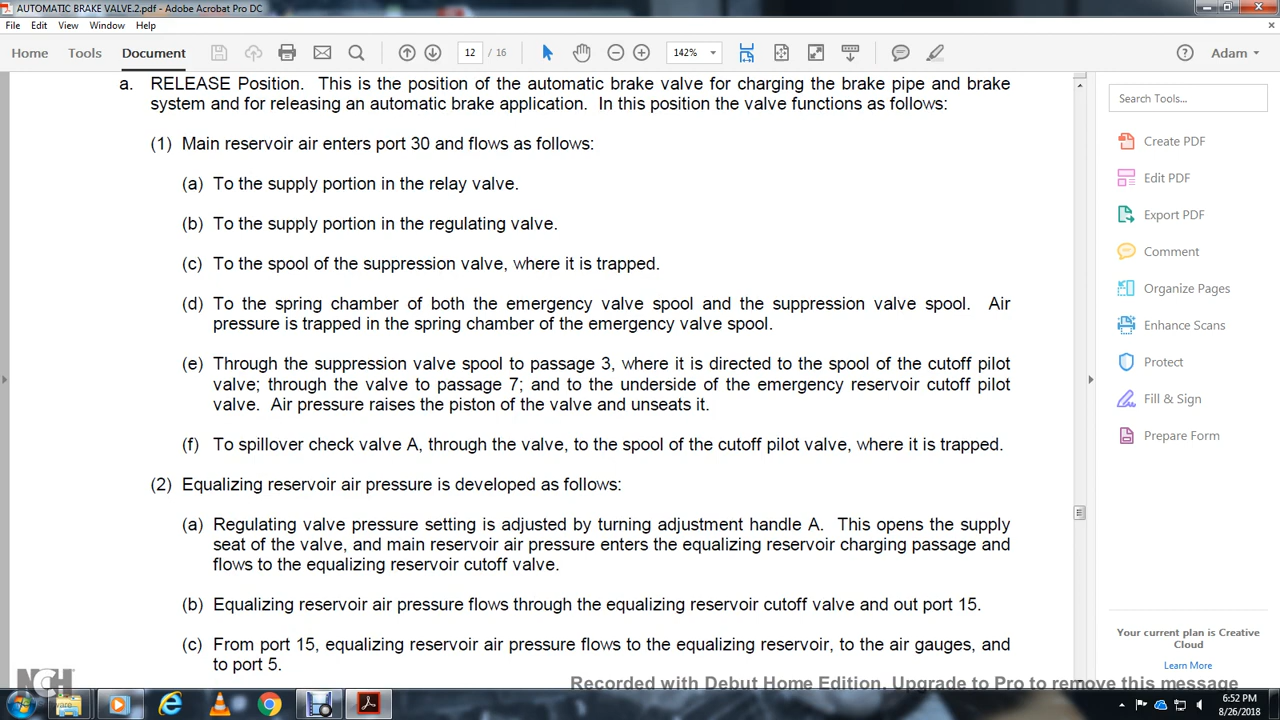 AUTOMATIC BRAKE VALVE.2.pdf - Adobe Acrobat Pro DC
File Edit View Window Help
Home Tools Document 12 / 16 142% Adam
a. RELEASE Position. This is the position of the automatic brake valve for charging the brake pipe and brake
system and for releasing an automatic brake application. In this position the valve functions as follows:
(1) Main reservoir air enters port 30 and flows as follows:
(a) To the supply portion in the relay valve.
(b) To the supply portion in the regulating valve.
(c) To the spool of the suppression valve, where it is trapped.
(d) To the spring chamber of both the emergency valve spool and the suppression valve spool. Air
pressure is trapped in the spring chamber of the emergency valve spool.
(e) Through the suppression valve spool to passage 3, where it is directed to the spool of the cutoff pilot
valve; through the valve to passage 7; and to the underside of the emergency reservoir cutoff pilot
valve. Air pressure raises the piston of the valve and unseats it.
(f) To spillover check valve A, through the valve, to the spool of the cutoff pilot valve, where it is trapped.
(2) Equalizing reservoir air pressure is developed as follows:
(a) Regulating valve pressure setting is adjusted by turning adjustment handle A. This opens the supply
seat of the valve, and main reservoir air pressure enters the equalizing reservoir charging passage and
flows to the equalizing reservoir cutoff valve.
(b) Equalizing reservoir air pressure flows through the equalizing reservoir cutoff valve and out port 15.
(c) From port 15, equalizing reservoir air pressure flows to the equalizing reservoir, to the air gauges, and
to port 5.
Search Tools...
Create PDF
Edit PDF
Export PDF
Comment
Organize Pages
Enhance Scans
Protect
Fill & Sign
Prepare Form
Your current plan is Creative
Cloud
Learn More
NCH
Recorded with Debut Home Edition. Upgrade to Pro to remove this message
6:52 PM
8/26/2018